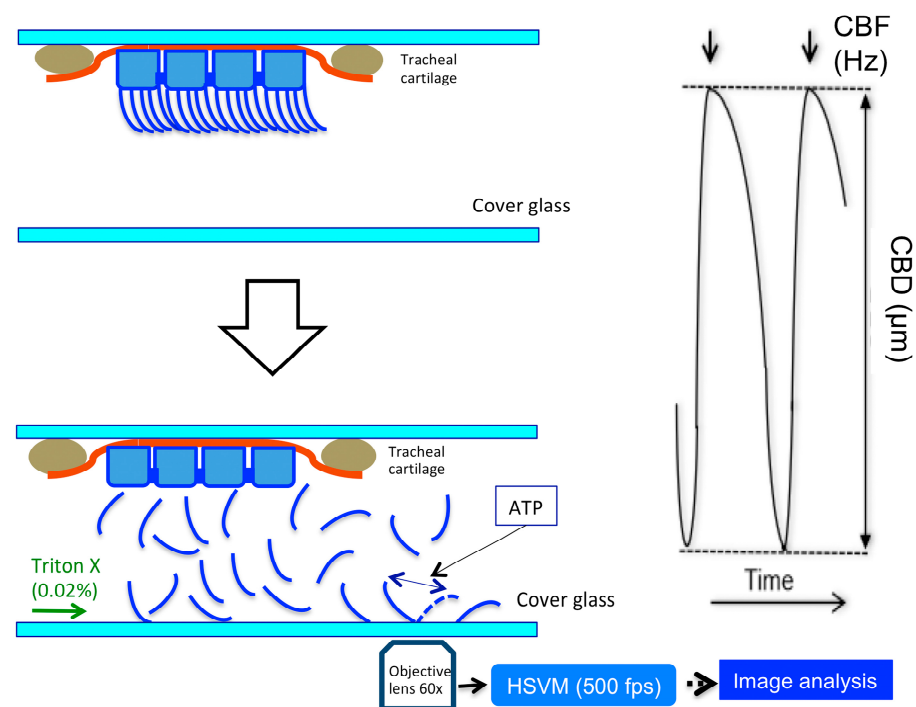 Tracheal
cartilage
Cover glass
Tracheal
cartilage
ATP
Triton X
(0.02%)
Cover glass
Objective
lens 60x
HSVM (500 fps)
Image analysis
CBF
(Hz)
CBD (µm)
Time